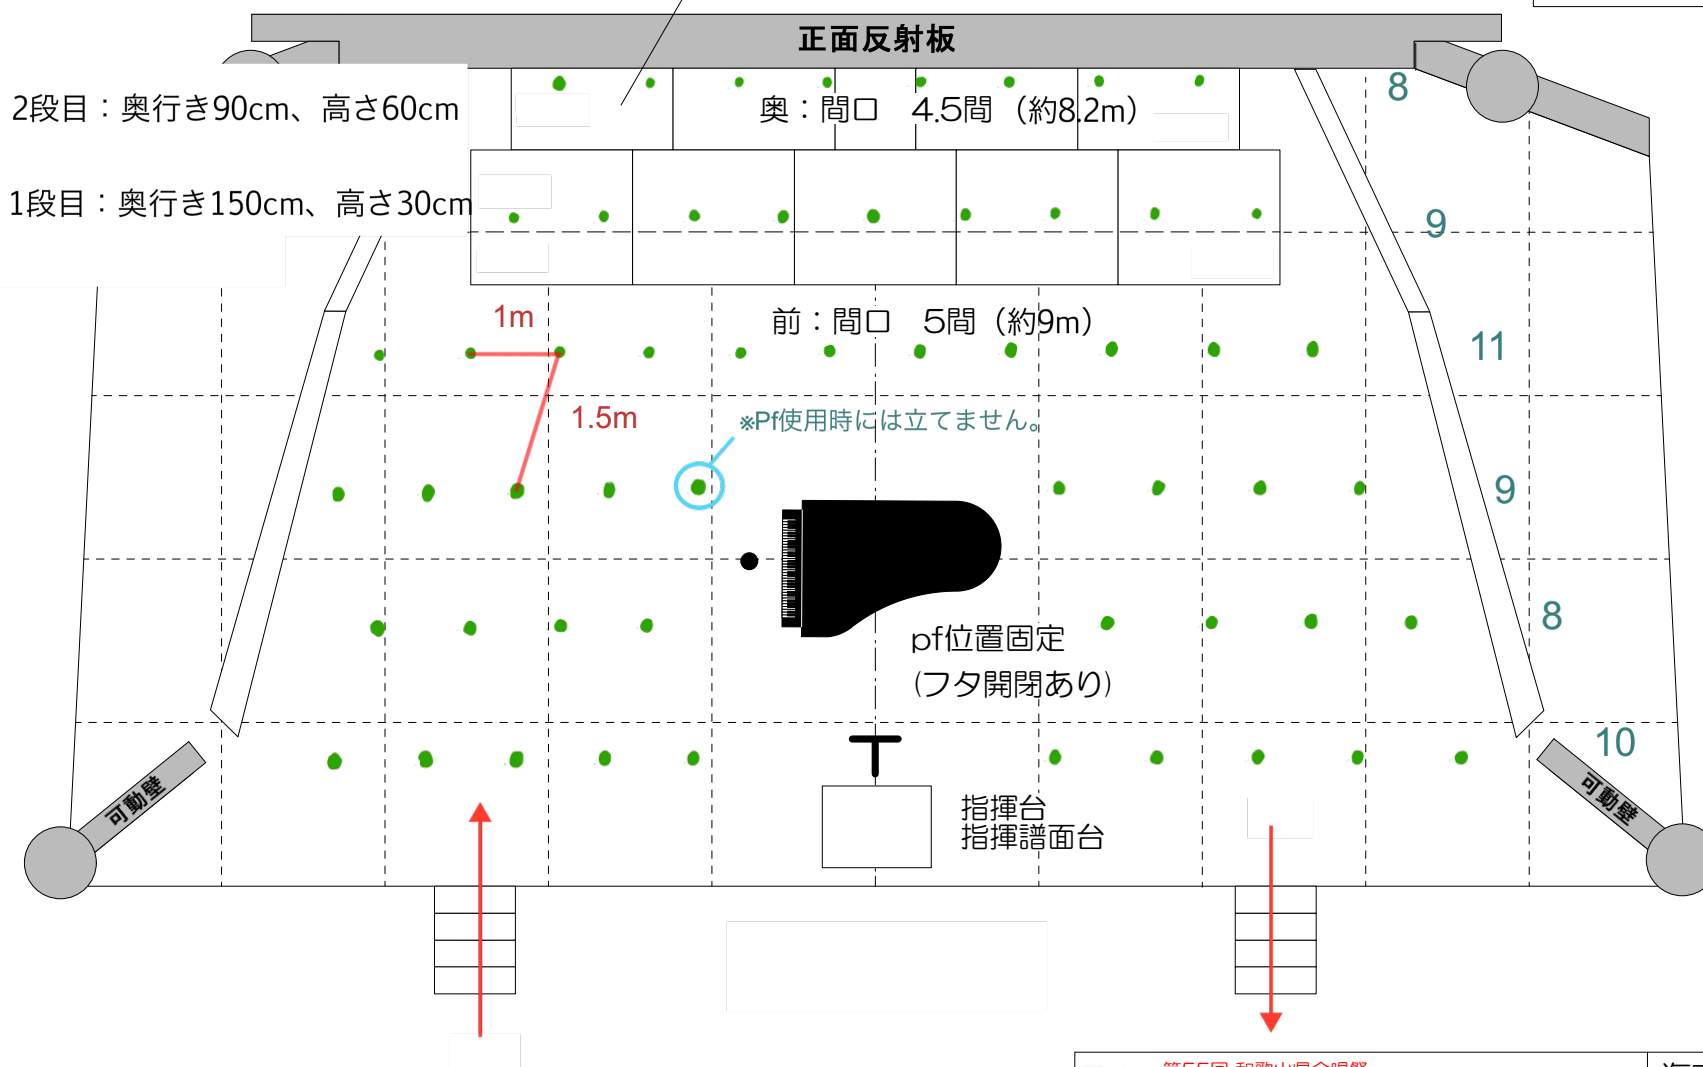 正面反射板
8
2段目：奥行き90cm、高さ60cm
奥：間口　4.5間（約8.2m）
1段目：奥行き150cm、高さ30cm
9
1m
前：間口　5間（約9m）
11
1.5m
※Pf使用時には立てません。
9
8
pf位置固定
(フタ開閉あり)
10
可動壁
可動壁
指揮台
指揮譜面台